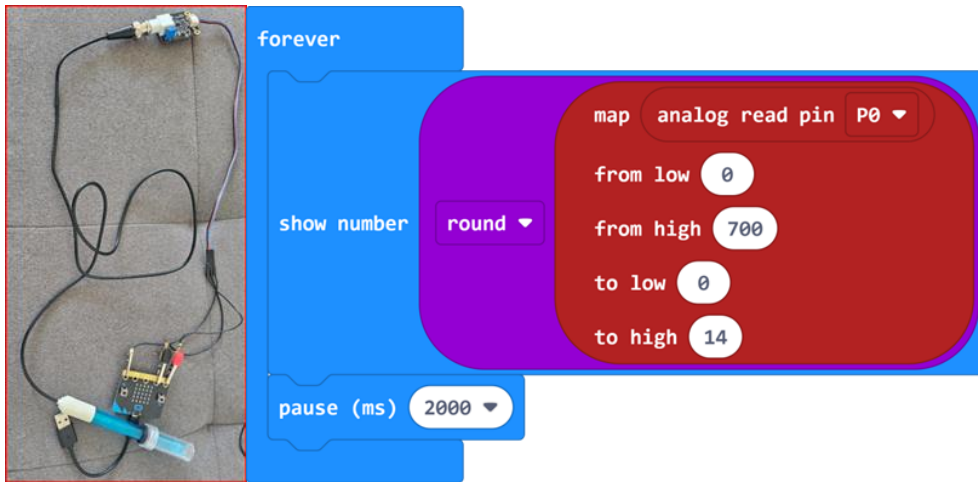 forever
map analog read pin P0
from low 0
show number round from high 700
to low 0
to high 14
pause (ms) 2000